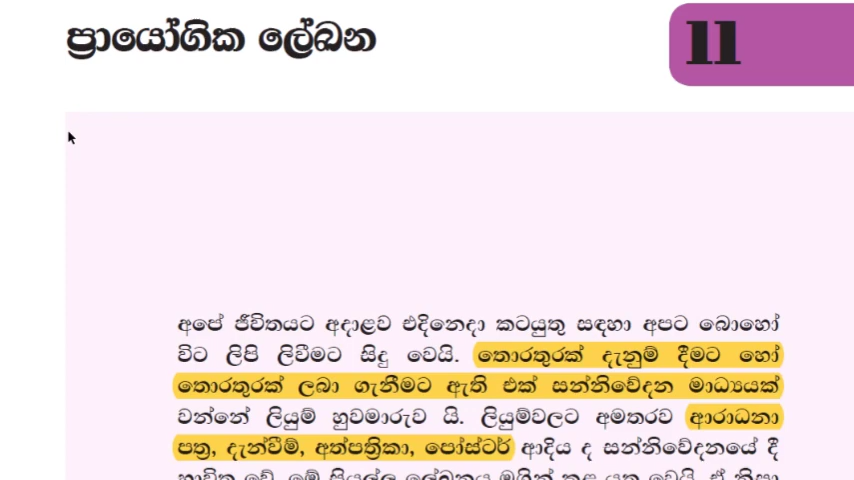 ප්‍රායෝගික ලේඛන
11
අපේ ජීවිතයට අදාළව එදිනෙදා කටයුතු සඳහා අපට බොහෝ
විට ලිපි ලිවීමට සිදු වෙයි. තොරතුරක් දැනුම් දීමට හෝ
තොරතුරක් ලබා ගැනීමට ඇති එක් සන්නිවේදන මාධ්‍යයක්
වන්නේ ලියුම් හුවමාරුව යි. ලියුම්වලට අමතරව ආරාධනා
පත්‍ර, දැන්වීම්, අත්පත්‍රිකා, පෝස්ටර් ආදිය ද සන්නිවේදනයේ දී